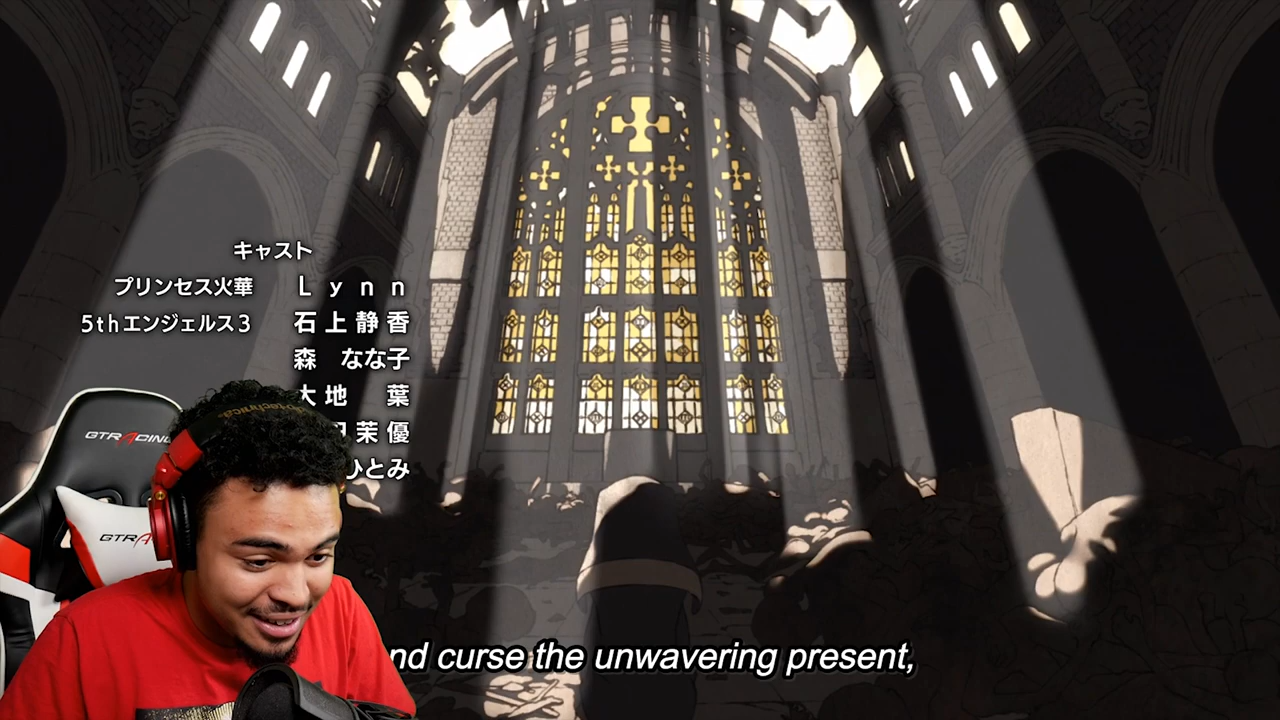 キャスト
プリンセス火華 Lynn
5thエンジェルス3 石上静香
森 なな子
大地 葉
茉優
ひとみ
GTRACING
GTRA
nd curse the unwavering present,